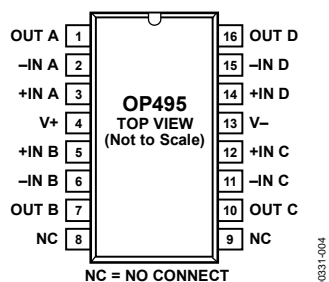 OUT A 1 16 OUT D
–IN A 2 15 –IN D
+IN A 3 14 +IN D
OP495
V+ 4 TOP VIEW 13 V–
(Not to Scale)
+IN B 5 12 +IN C
–IN B 6 11 –IN C
OUT B 7 10 OUT C
NC 8 9 NC
NC = NO CONNECT
0331-004